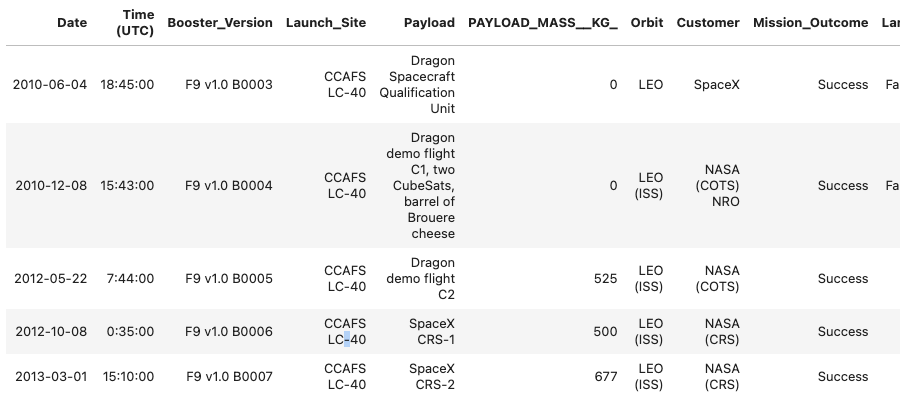 Date Time (UTC) Booster_Version Launch_Site Payload PAYLOAD_MASS__KG_ Orbit Customer Mission_Outcome
2010-06-04 18:45:00 F9 v1.0 B0003 CCAFS LC-40 Dragon Spacecraft Qualification Unit 0 LEO SpaceX Success
2010-12-08 15:43:00 F9 v1.0 B0004 CCAFS LC-40 Dragon demo flight C1, two CubeSats, barrel of Brouere cheese 0 LEO (ISS) NASA (COTS) NRO Success
2012-05-22 7:44:00 F9 v1.0 B0005 CCAFS LC-40 Dragon demo flight C2 525 LEO (ISS) NASA (COTS) Success
2012-10-08 0:35:00 F9 v1.0 B0006 CCAFS LC-40 SpaceX CRS-1 500 LEO (ISS) NASA (CRS) Success
2013-03-01 15:10:00 F9 v1.0 B0007 CCAFS LC-40 SpaceX CRS-2 677 LEO (ISS) NASA (CRS) Success